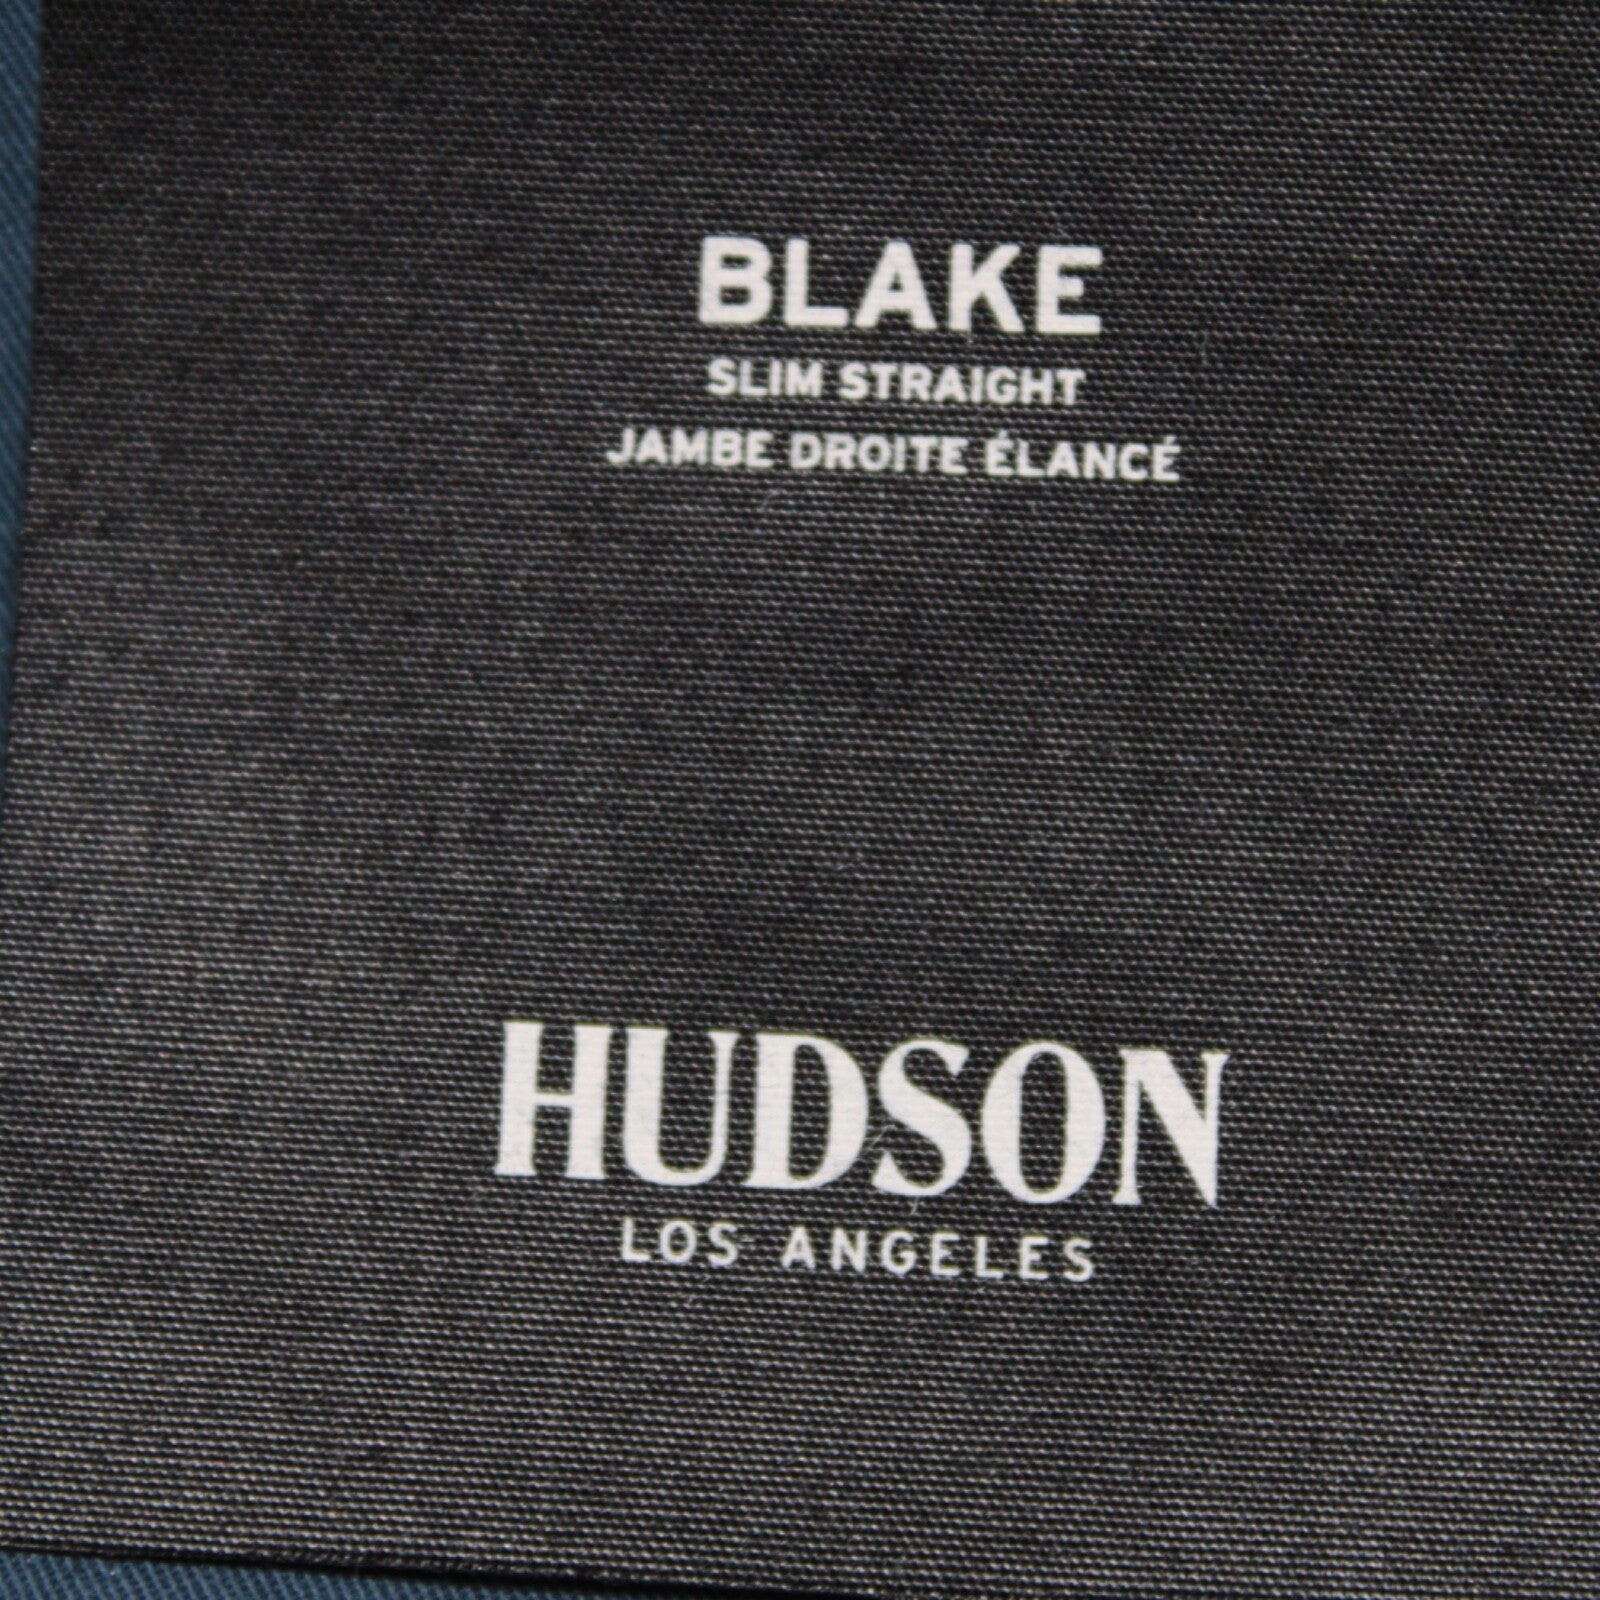 BLAKE
SLIM STRAIGHT
JAMBE DROITE ÉLANCÉ
HUDSON
LOS ANGELES